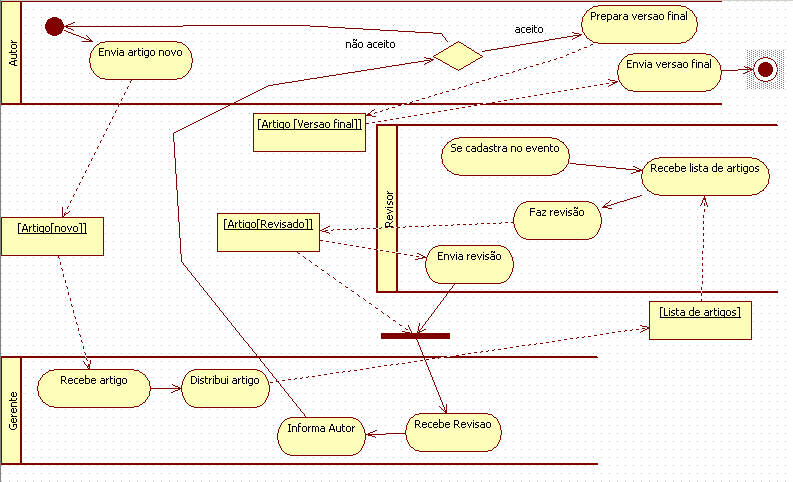 Autor
Envia artigo novo
não aceito
aceito
Prepara versao final
Envia versao final
[Artigo [Versao final]]
Revisor
Se cadastra no evento
Recebe lista de artigos
Faz revisão
Envia revisão
[Artigo[novo]]
[Artigo[Revisado]]
[Lista de artigos]
Gerente
Recebe artigo
Distribui artigo
Informa Autor
Recebe Revisao